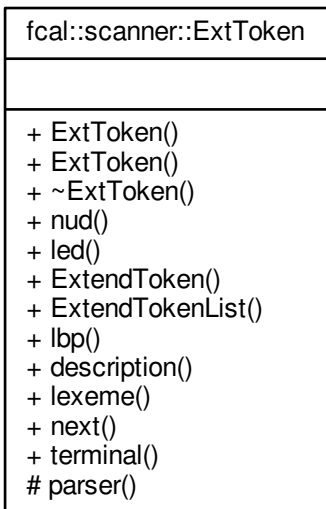 fcal::scanner::ExtToken
+ ExtToken()
+ ExtToken()
+ ~ExtToken()
+ nud()
+ led()
+ ExtendToken()
+ ExtendTokenList()
+ lbp()
+ description()
+ lexeme()
+ next()
+ terminal()
# parser()